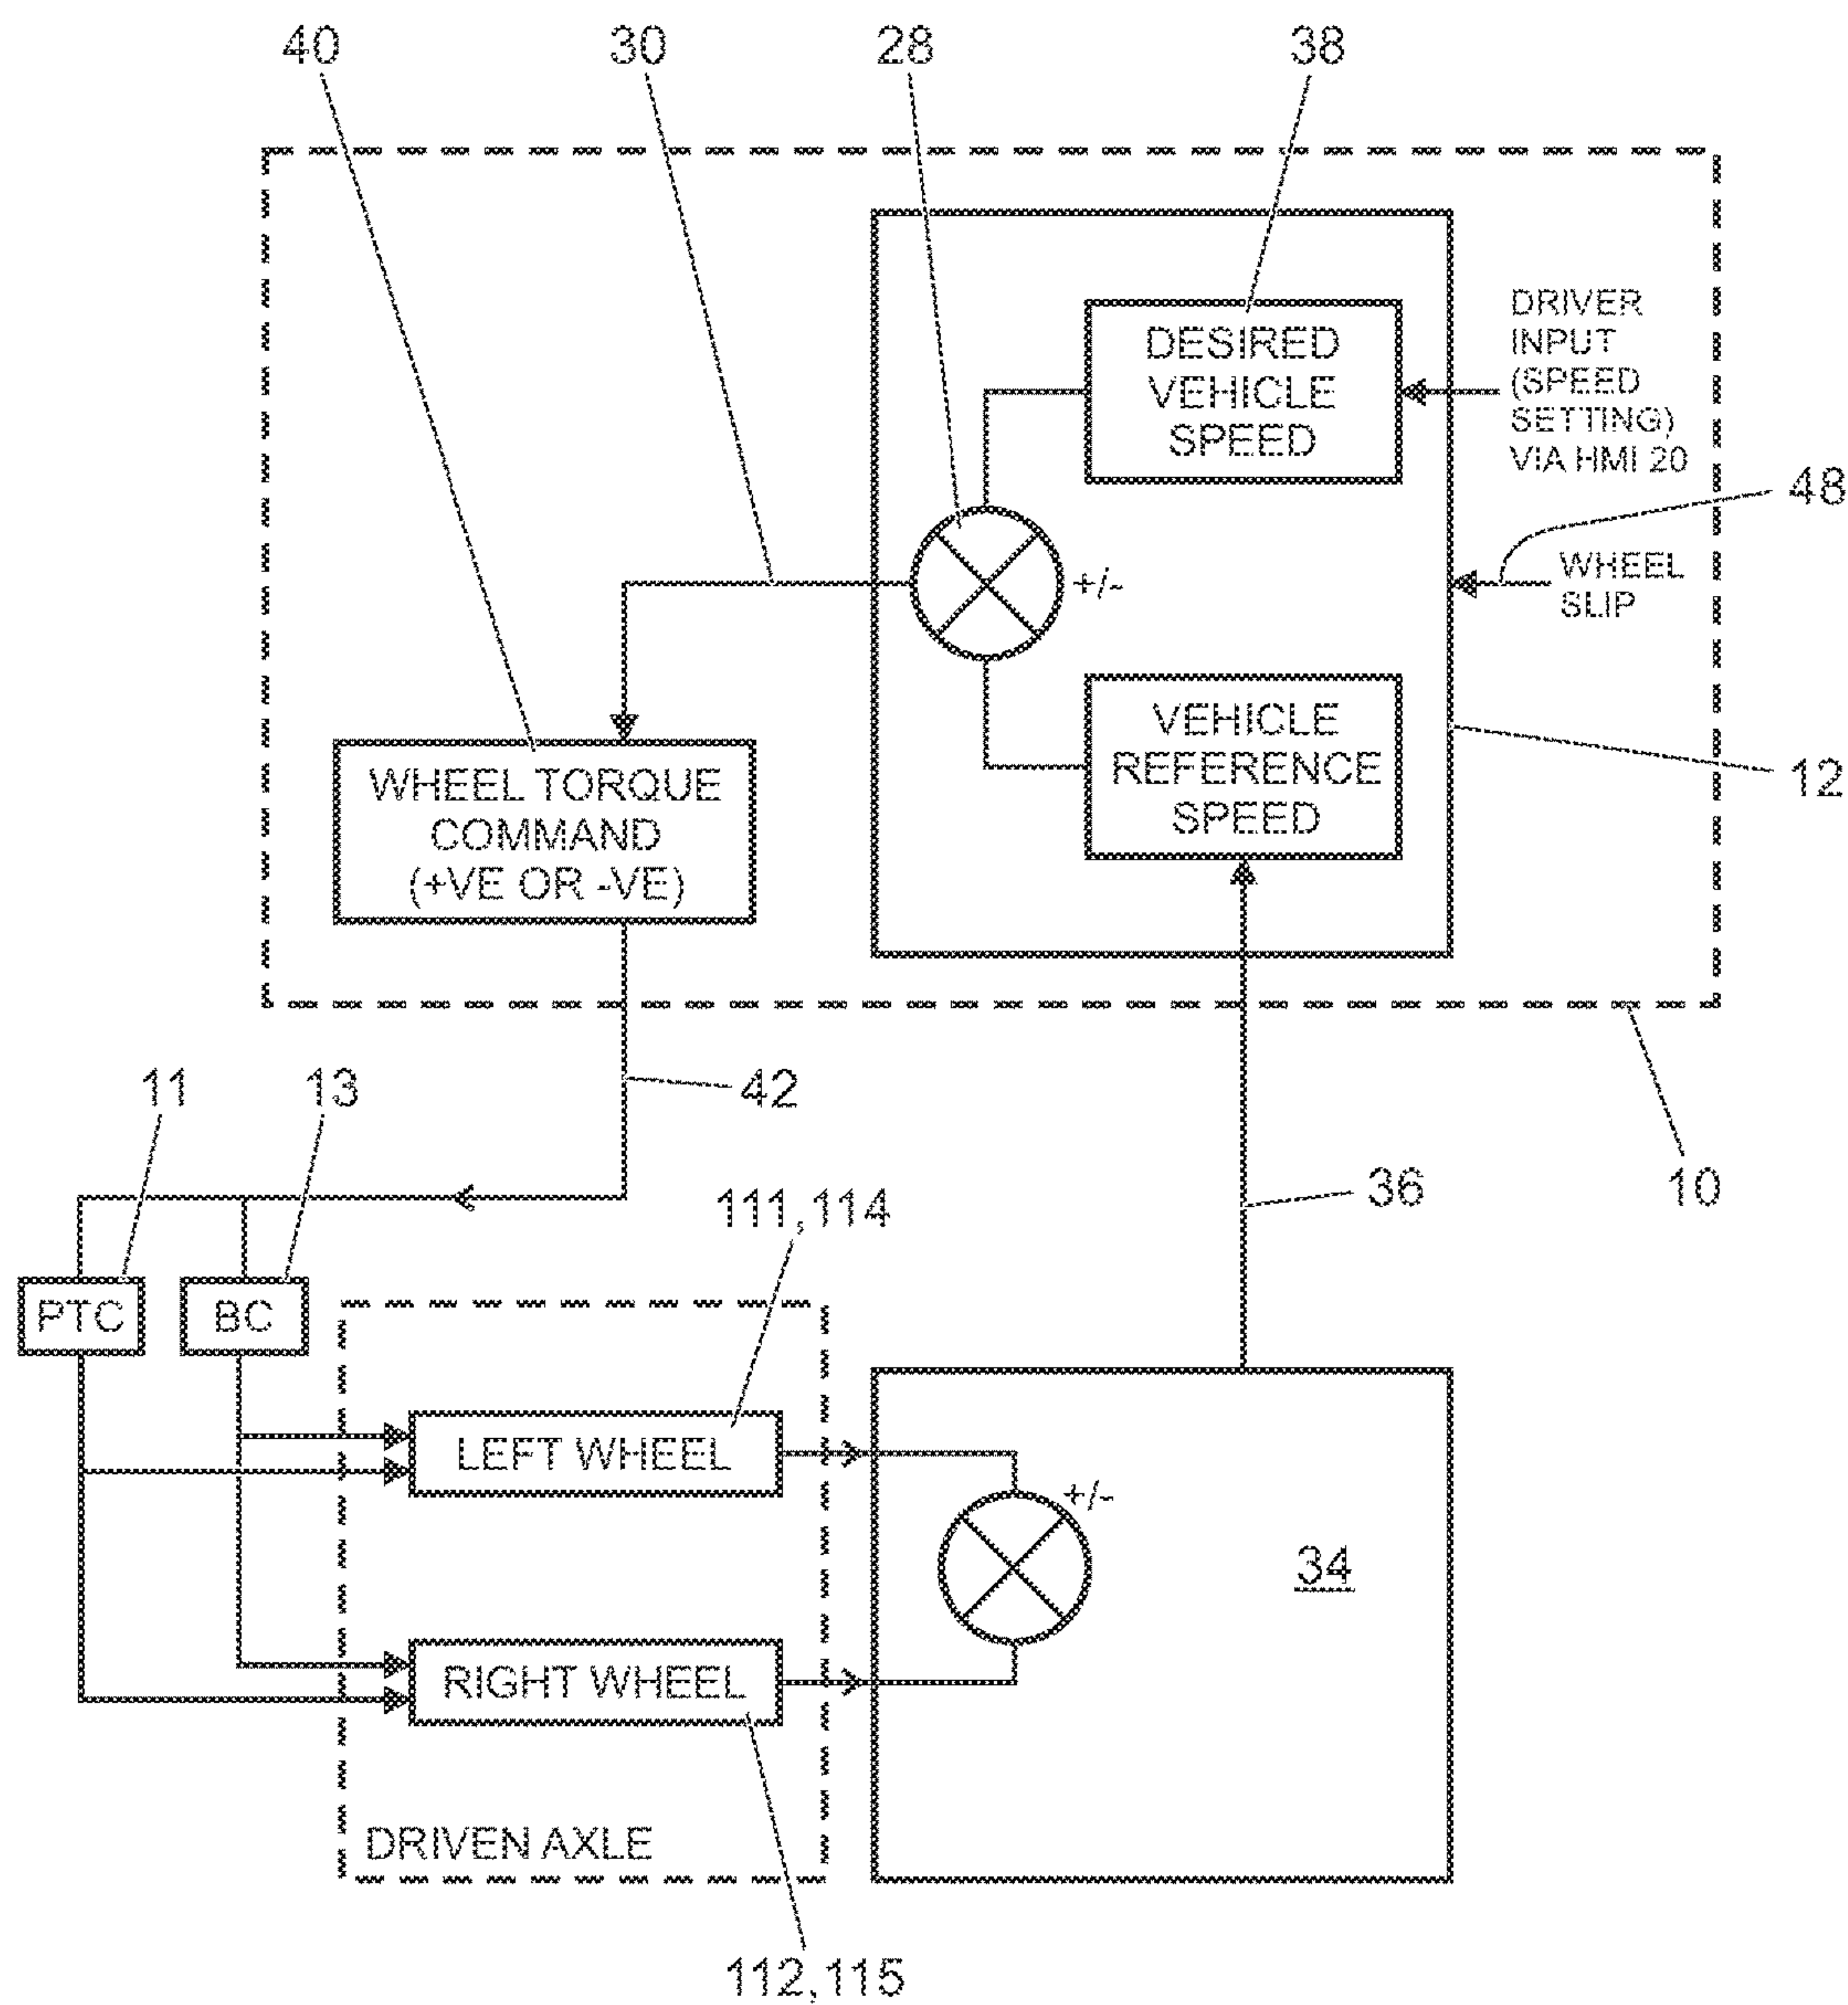 40
30
28
38
DESIRED
VEHICLE
SPEED
DRIVER
INPUT
(SPEED
SETTING)
VIA HMI 20
48
+/-
WHEEL
SLIP
VEHICLE
REFERENCE
SPEED
12
WHEEL TORQUE
COMMAND
(+VE OR -VE)
11
13
42
36
10
111,114
PTC
BC
LEFT WHEEL
+/-
34
RIGHT WHEEL
DRIVEN AXLE
112,115